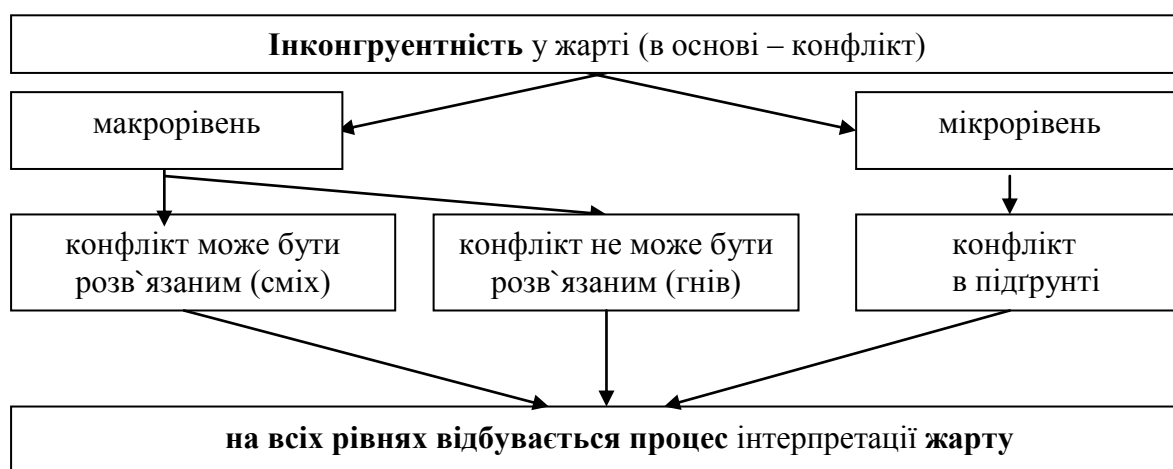 Інконгруентність у жарті (в основі – конфлікт)
макрорівень
мікрорівень
конфлікт може бути
розв`язаним (сміх)
конфлікт не може бути
розв`язаним (гнів)
конфлікт
в підґрунті
на всіх рівнях відбувається процес інтерпретації жарту